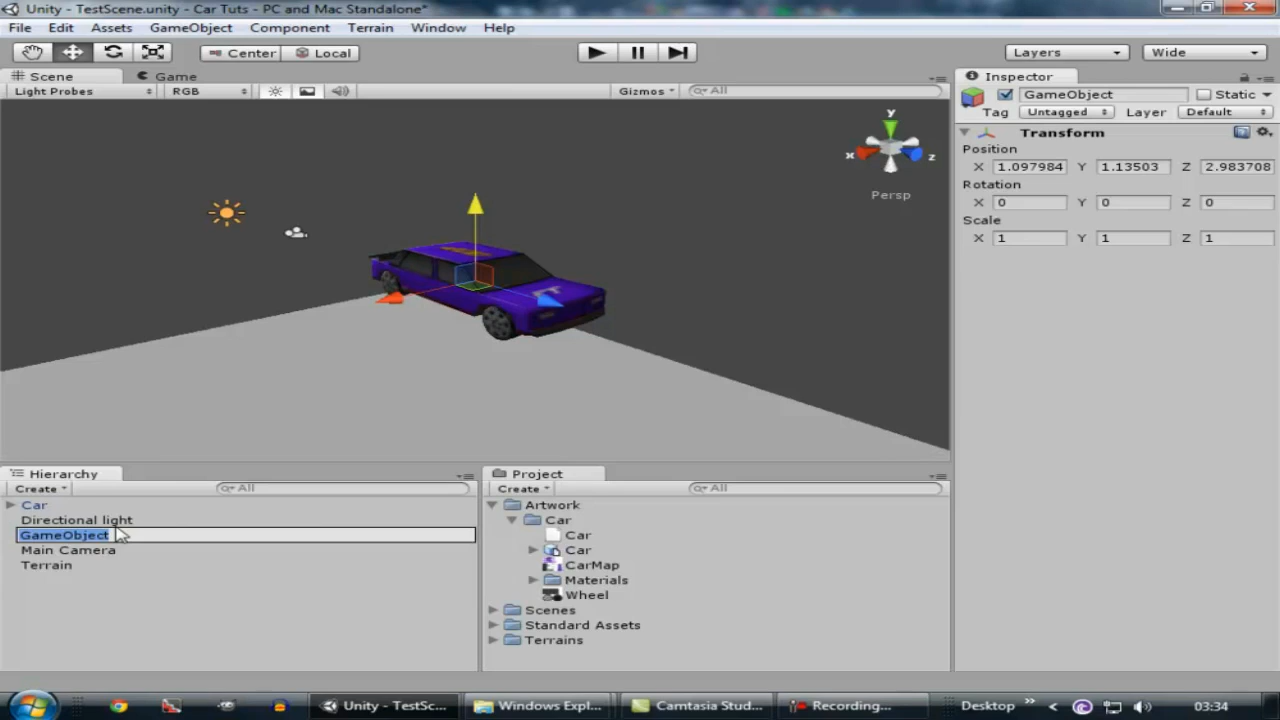 Unity - TestScene.unity - Car Tuts - PC and Mac Standalone*
File Edit Assets GameObject Component Terrain Window Help
Center Local Layers Wide
Scene Game
Light Probes RGB Gizmos All
y
x
z
Persp
Inspector
GameObject Static
Tag Untagged Layer Default
Transform
Position
X 1.097984 Y 1.13503 Z 2.983708
Rotation
X 0 Y 0 Z 0
Scale
X 1 Y 1 Z 1
Hierarchy
Create All
Car
Directional light
GameObject
Main Camera
Terrain
Project
Create All
Artwork
Car
Car
Car
CarMap
Materials
Wheel
Scenes
Standard Assets
Terrains
Unity - TestSc... Windows Expl... Camtasia Stud... Recording... Desktop 03:34